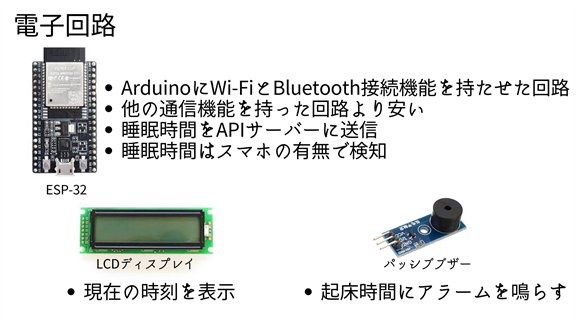 電子回路
• ArduinoにWi-FiとBluetooth接続機能を持たせた回路
• 他の通信機能を持った回路より安い
• 睡眠時間をAPIサーバーに送信
• 睡眠時間はスマホの有無で検知
ESP-32
LCDディスプレイ
• 現在の時刻を表示
パッシブブザー
• 起床時間にアラームを鳴らす